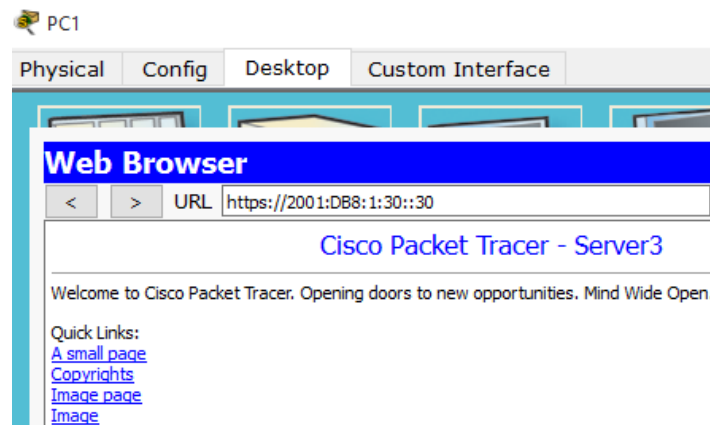 PC1
Physical Config Desktop Custom Interface
Web Browser
< > URL https://2001:DB8:1:30::30
Cisco Packet Tracer - Server3
Welcome to Cisco Packet Tracer. Opening doors to new opportunities. Mind Wide Open
Quick Links:
A small page
Copyrights
Image page
Image